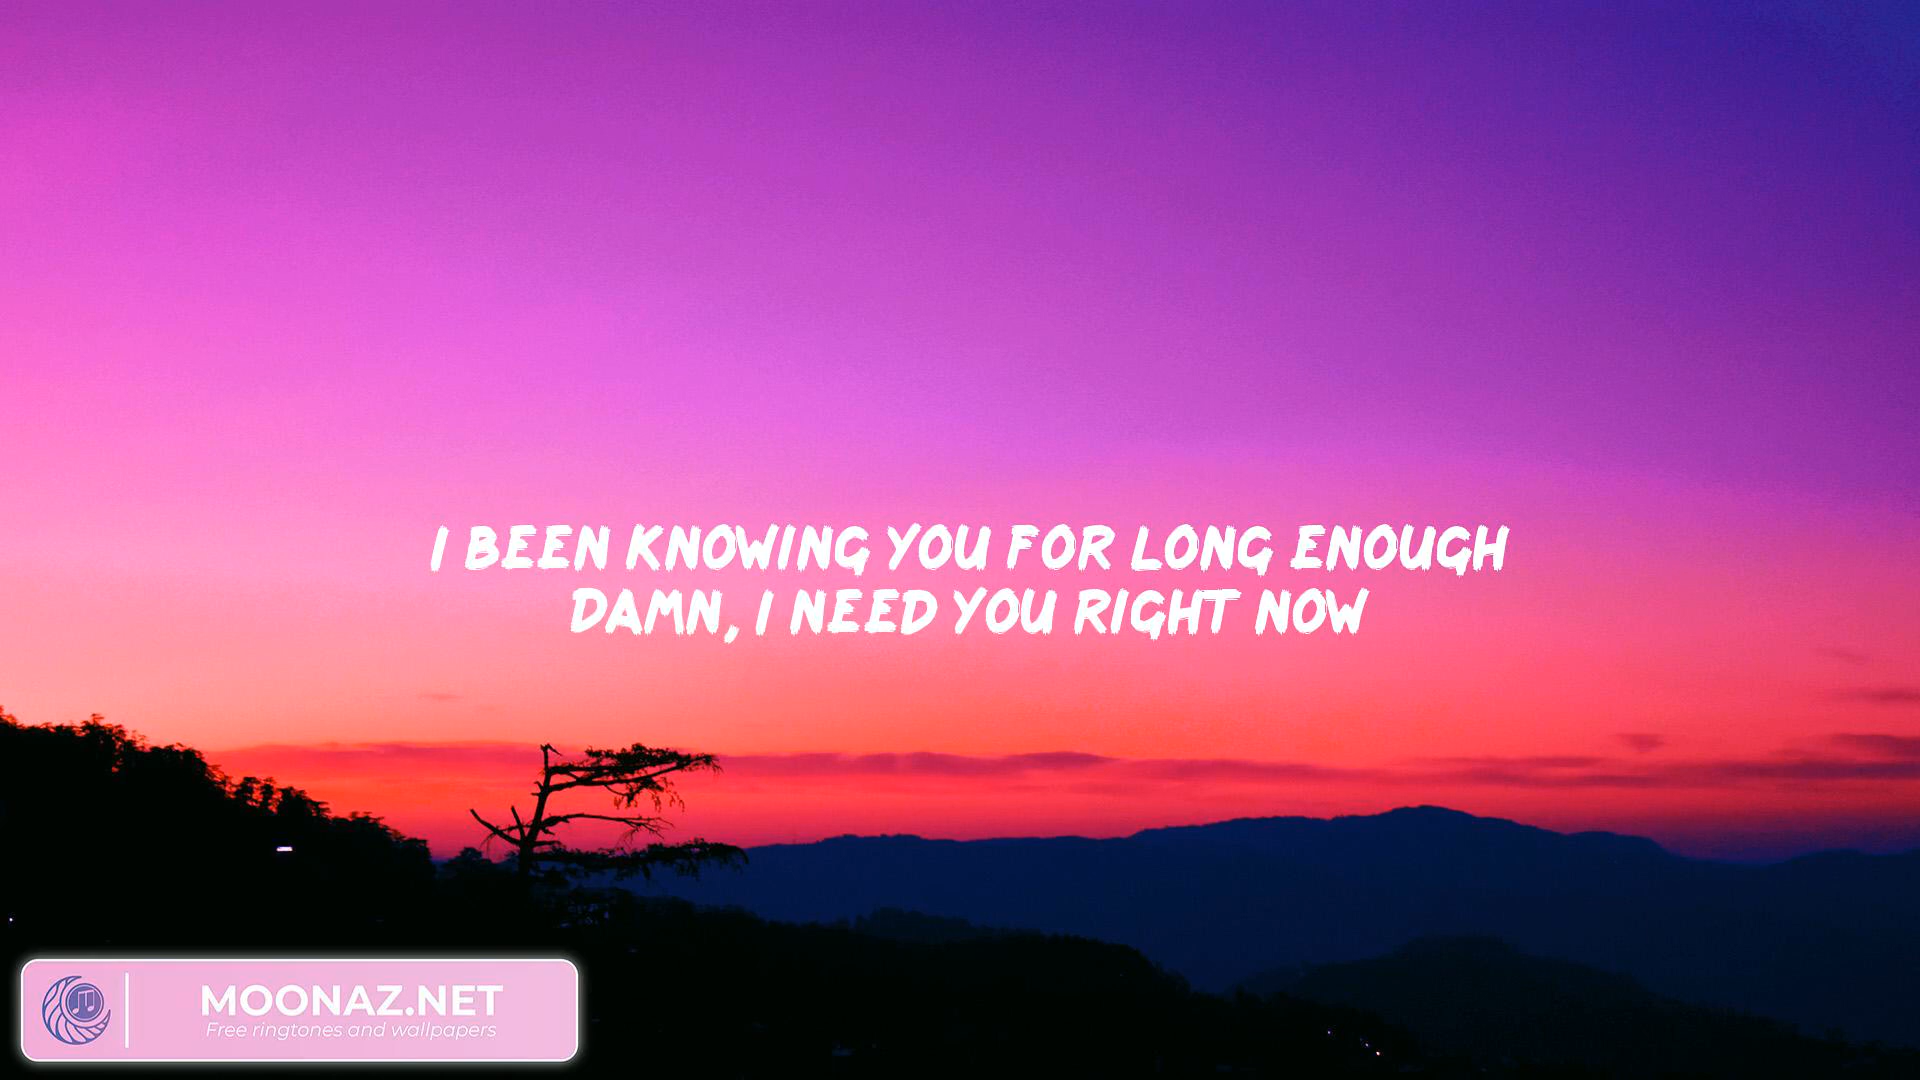 I BEEN KNOWING YOU FOR LONG ENOUGH
DAMN, I NEED YOU RIGHT NOW
MOONAZ.NET
Free ringtones and wallpapers